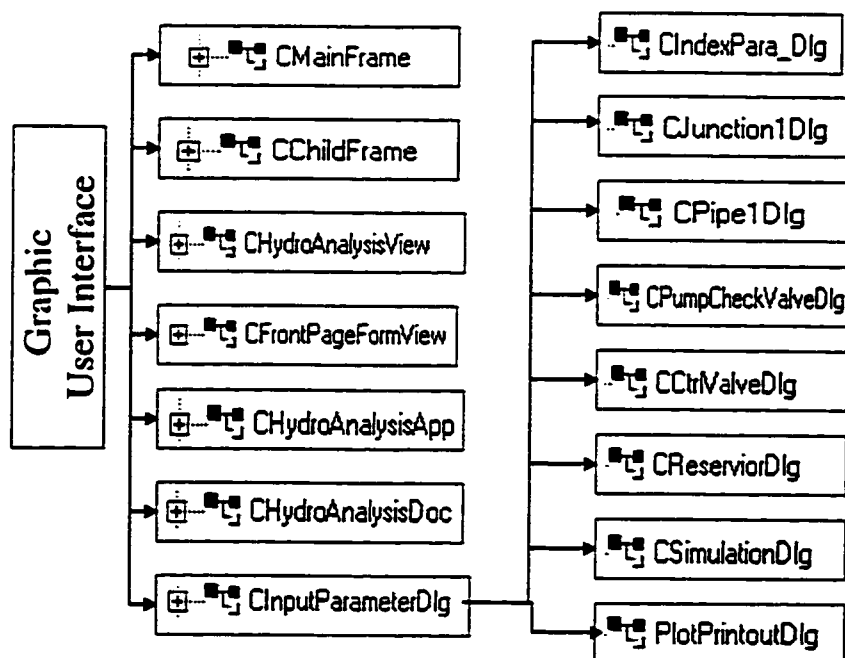 Graphic
User Interface
CMainFrame
CChildFrame
CHydroAnalysisView
CFrontPageFormView
CHydroAnalysisApp
CHydroAnalysisDoc
CInputParameterDlg
CIndexPara_Dlg
CJunction1Dlg
CPipe1Dlg
CPumpCheckValveDlg
CCtrlValveDlg
CReserviorDlg
CSimulationDlg
PlotPrintoutDlg